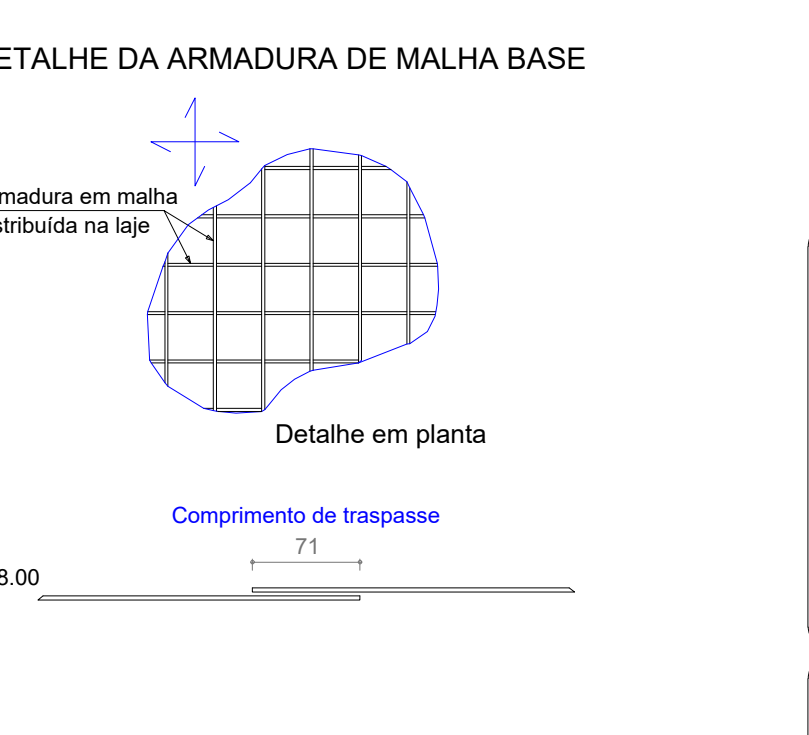 ETALHE DA ARMADURA DE MALHA BASE
madura em malha
stribuída na laje
Detalhe em planta
Comprimento de traspasse
71
8.00